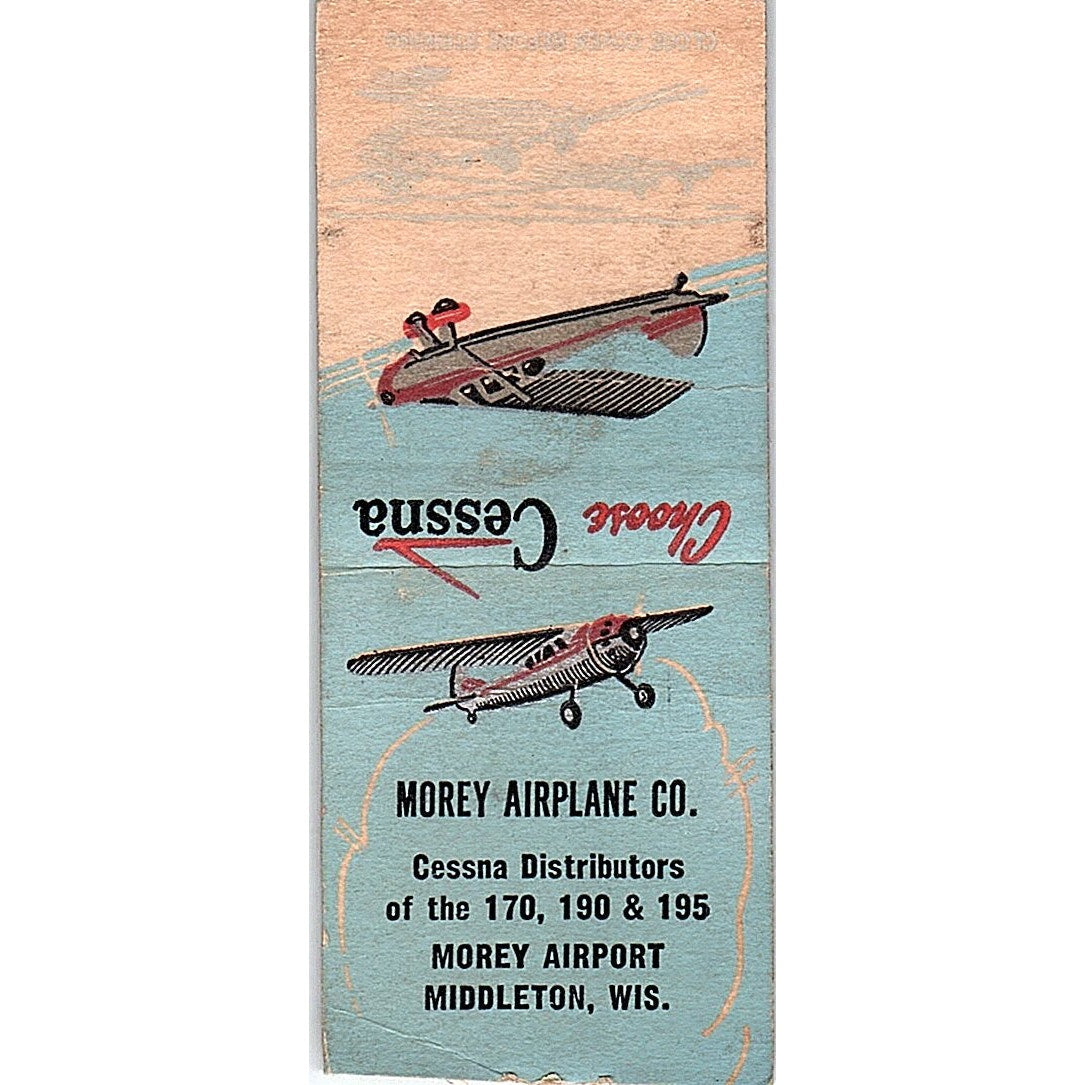 Choose Cessna
MOREY AIRPLANE CO.
Cessna Distributors
of the 170, 190 & 195
MOREY AIRPORT
MIDDLETON, WIS.